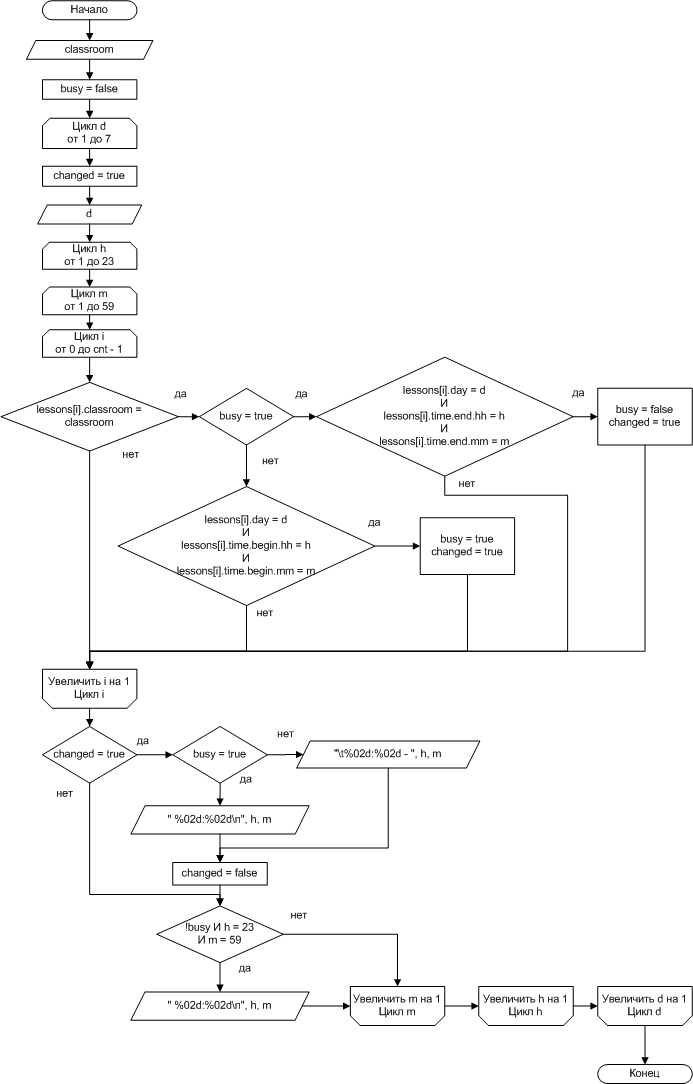 Начало
classroom
busy = false
Цикл d
от 1 до 7
changed = true
d
Цикл h
от 1 до 23
Цикл m
от 1 до 59
Цикл i
от 0 до cnt - 1
lessons[i].classroom =
classroom
да
нет
busy = true
да
нет
lessons[i].day = d
И
lessons[i].time.end.hh = h
И
lessons[i].time.end.mm = m
да
нет
busy = false
changed = true
lessons[i].day = d
И
lessons[i].time.begin.hh = h
И
lessons[i].time.begin.mm = m
да
нет
busy = true
changed = true
Увеличить i на 1
Цикл i
changed = true
да
нет
busy = true
нет
да
"\t%02d:%02d - ", h, m
" %02d:%02d\n", h, m
changed = false
!busy И h = 23
И m = 59
нет
да
" %02d:%02d\n", h, m
Увеличить m на 1
Цикл m
Увеличить h на 1
Цикл h
Увеличить d на 1
Цикл d
Конец